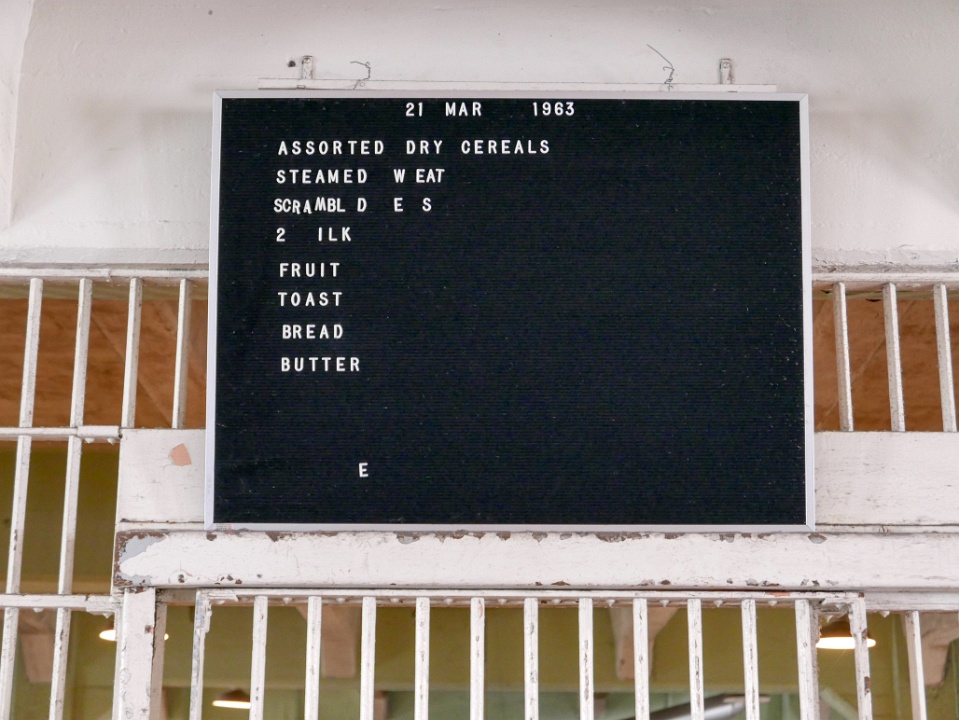 21 MAR 1963
ASSORTED DRY CEREALS
STEAMED W EAT
SCRAMBL D E S
2 ILK
FRUIT
TOAST
BREAD
BUTTER
E